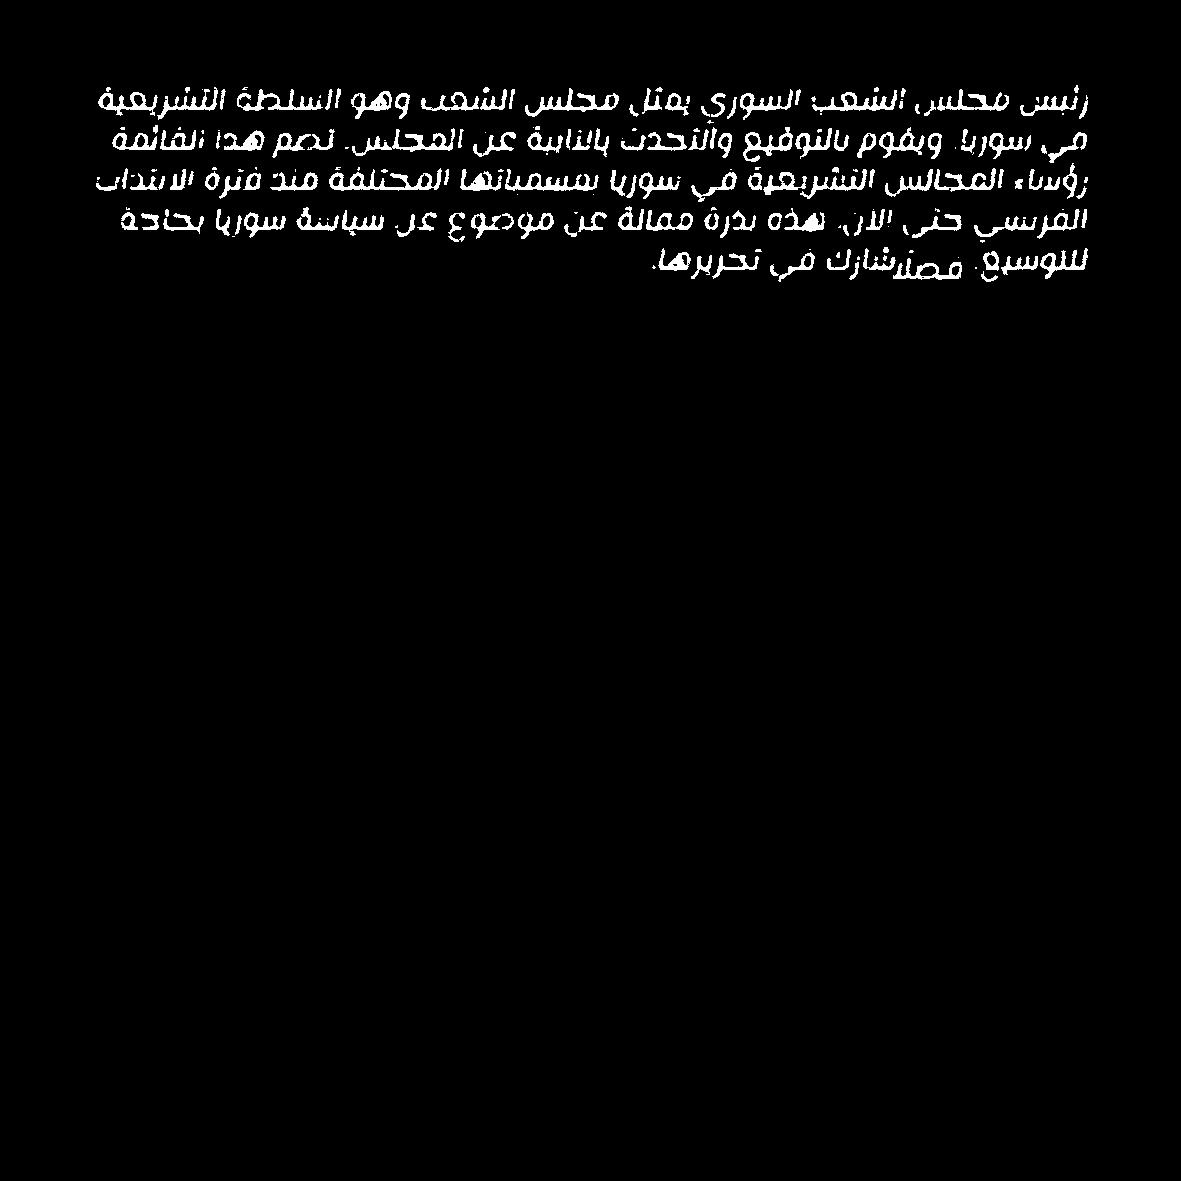 رئيس مجلس الشعب السوري يمثل مجلس الشعب وهو السلطة التشريعية
في سوريا. ويقوم بالتوقيع والتحدث بالنيابة عن المجلس. تضم هذا القائمة
رؤساء المجالس التشريعية في سوريا بمسمياتها المختلفة منذ فترة الانتداب
الفرنسي حتى الآن. هذه بذرة مقالة عن موضوع عن سياسة سوريا بحاجة
للتوسيع. فضلًا شارك في تحريرها.